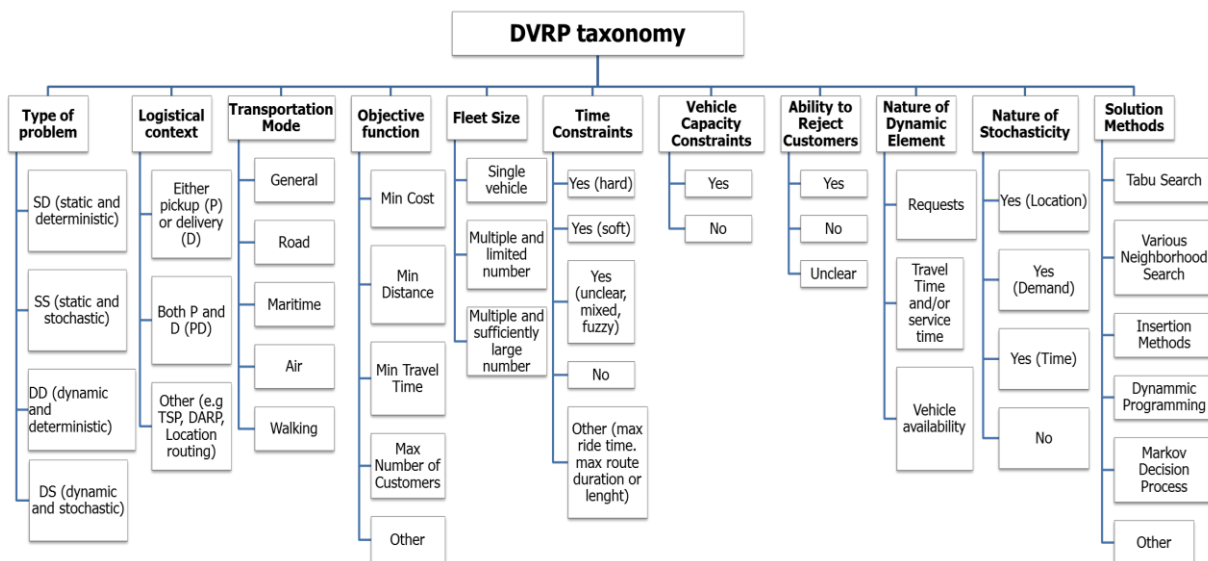 DVRP taxonomy
Type of
problem
SD (static and
deterministic)
SS (static and
stochastic)
DD (dynamic and
deterministic)
DS (dynamic
and stochastic)
Logistical
context
Either
pickup (P)
or delivery
(D)
Both P and
D (PD)
Other (e.g
TSP, DARP,
Location
routing)
Transportation
Mode
General
Road
Maritime
Air
Walking
Objective
function
Min Cost
Min
Distance
Min Travel
Time
Max
Number of
Customers
Other
Fleet Size
Single
vehicle
Multiple and
limited
number
Multiple and
sufficiently
large
number
Time
Constraints
Yes (hard)
Yes (soft)
Yes
(unclear,
mixed,
fuzzy)
No
Other (max
ride time.
max route
duration or
lenght)
Vehicle
Capacity
Constraints
Yes
No
Ability to
Reject
Customers
Yes
No
Unclear
Nature of
Dynamic
Element
Requests
Travel
Time
and/or
service
time
Vehicle
availability
Nature of
Stochasticity
Yes (Location)
Yes
(Demand)
Yes (Time)
No
Solution
Methods
Tabu Search
Various
Neighborhood
Search
Insertion
Methods
Dynammic
Programming
Markov
Decision
Process
Other